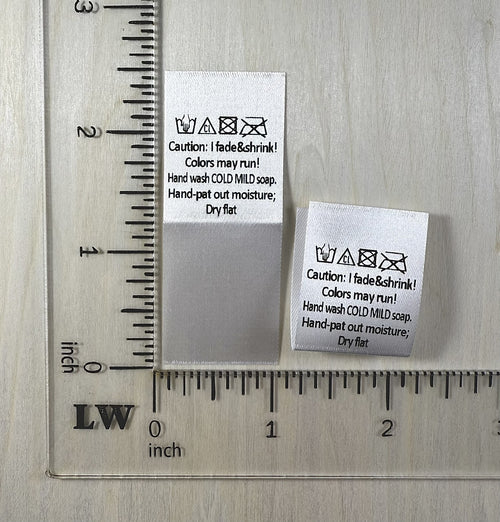 3
2
Caution: I fade&shrink!
Colors may run!
Hand wash COLD MILD soap.
Hand-pat out moisture;
Dry flat
1
Caution: I fade&shrink!
Colors may run!
Hand wash COLD MILD soap.
Hand-pat out moisture;
Dry flat
inch
0
LW
0 1 2 3
inch